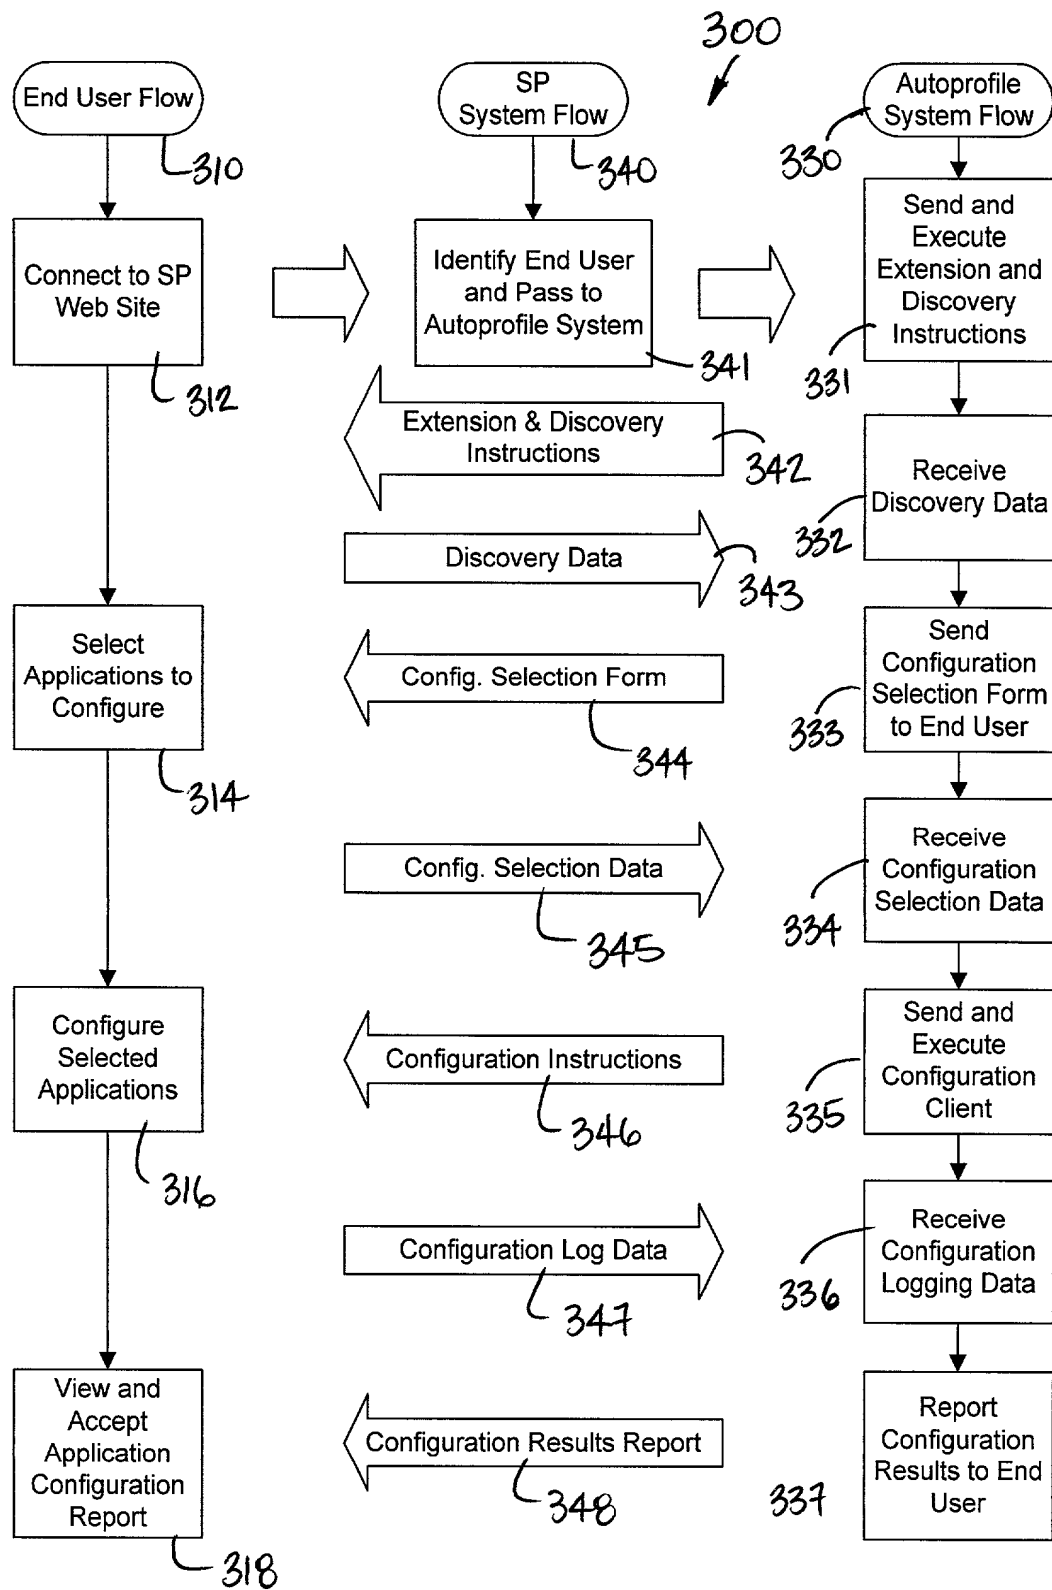 300
End User Flow
310
SP
System Flow
340
Autoprofile
System Flow
330
Connect to SP
Web Site
312
Identify End User
and Pass to
Autoprofile System
341
Send and
Execute
Extension and
Discovery
Instructions
331
Extension & Discovery
Instructions
342
Receive
Discovery Data
332
Discovery Data
343
Select
Applications to
Configure
314
Config. Selection Form
344
Send
Configuration
Selection Form
to End User
333
Config. Selection Data
345
Receive
Configuration
Selection Data
334
Configure
Selected
Applications
316
Configuration Instructions
346
Send and
Execute
Configuration
Client
335
Configuration Log Data
347
Receive
Configuration
Logging Data
336
View and
Accept
Application
Configuration
Report
318
Configuration Results Report
348
Report
Configuration
Results to End
User
337